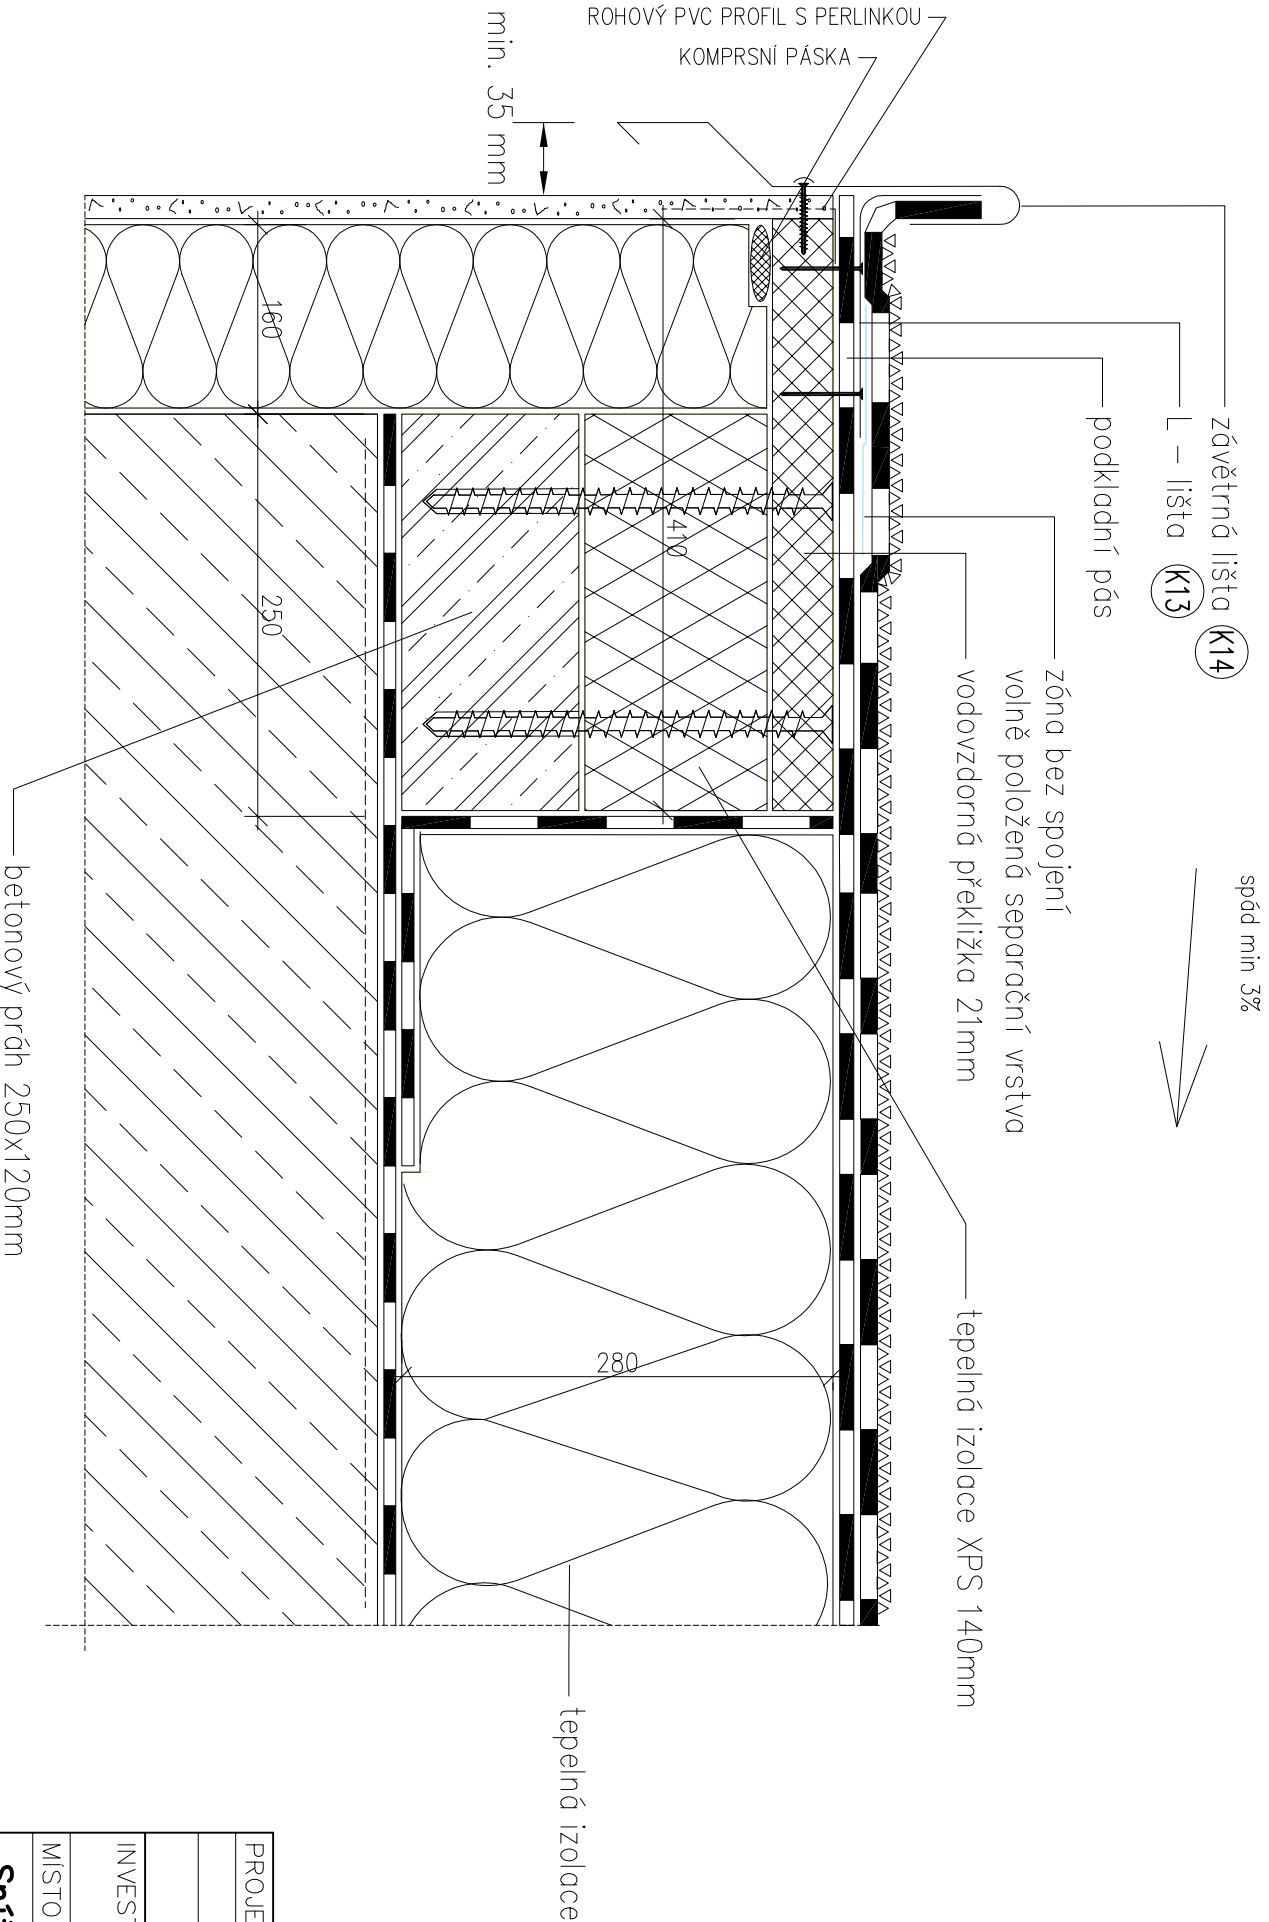 ROHOVÝ PVC PROFIL S PERLINKOU
KOMPRSNÍ PÁSKA
min. 35 mm
závětrná lišta K14
L – lišta K13
podkladní pás
zóna bez spojení
volně položená separační vrstva
vodovzdorná překližka 21mm
spád min 3%
160
250
410
280
tepelná izolace XPS 140mm
tepelná izolace
betonový práh 250x120mm
PROJE
INVEST
MÍSTO